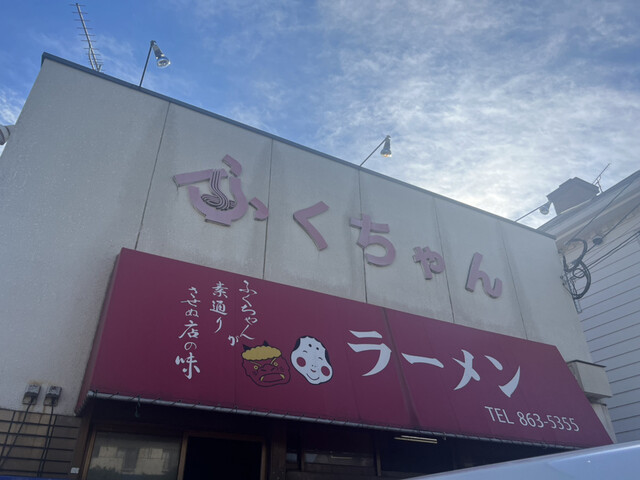 ふくちゃん
ふくちゃんが
素通り
させぬ店の味
ラーメン
TEL 863-5355